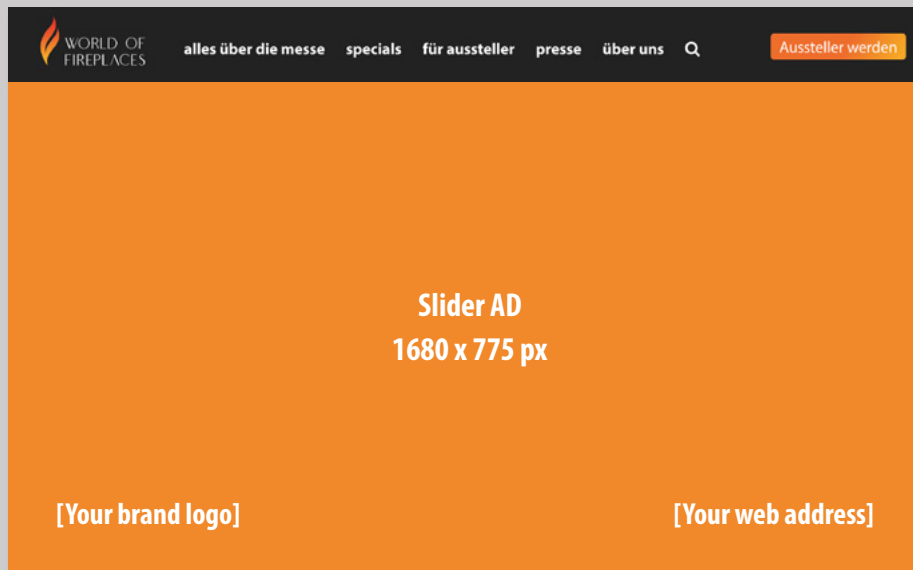 WORLD OF
FIREPLACES
alles über die messe specials für aussteller presse über uns
Aussteller werden
Slider AD
1680 x 775 px
[Your brand logo]
[Your web address]